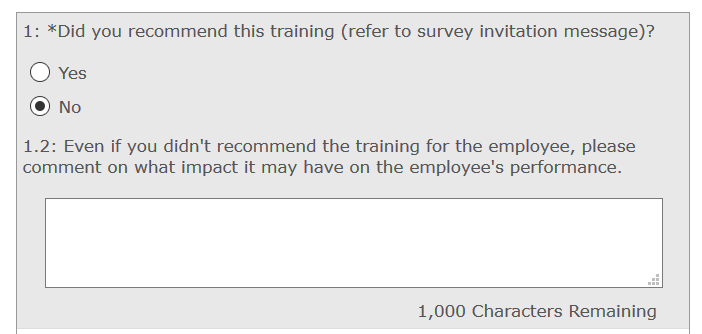 1: *Did you recommend this training (refer to survey invitation message)?
Yes
No
1.2: Even if you didn't recommend the training for the employee, please
comment on what impact it may have on the employee's performance.
1,000 Characters Remaining